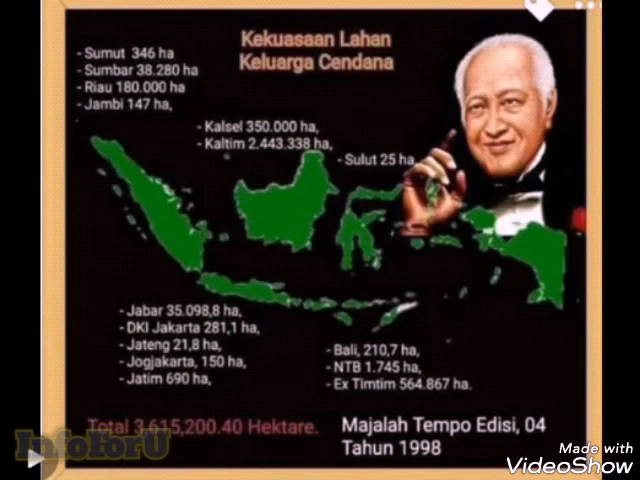 Kekuasaan Lahan
Keluarga Cendana
- Sumut 346 ha
- Sumbar 38.280 ha
- Riau 180.000 ha
- Jambi 147 ha,
- Kalsel 350.000 ha,
- Kaltim 2.443.338 ha,
- Sulut 25 ha,
- Jabar 35.098,8 ha,
- DKI Jakarta 281,1 ha,
- Jateng 21,8 ha,
- Jogjakarta, 150 ha,
- Jatim 690 ha,
- Bali, 210,7 ha,
- NTB 1.745 ha,
- Ex Timtim 564.867 ha.
Total 3,615,200.40 Hektare.
Majalah Tempo Edisi, 04
Tahun 1998
InfoForU
Made with
VideoShow